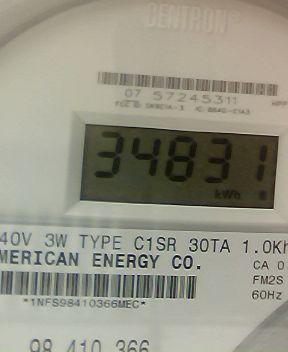 CENTRON®
07 57245311
34831
kWh
40V 3W TYPE C1SR 30TA 1.0Kh
MERICAN ENERGY CO.
CA 0
FM2S
*1NFS98410366MEC*
60Hz
98 410 366